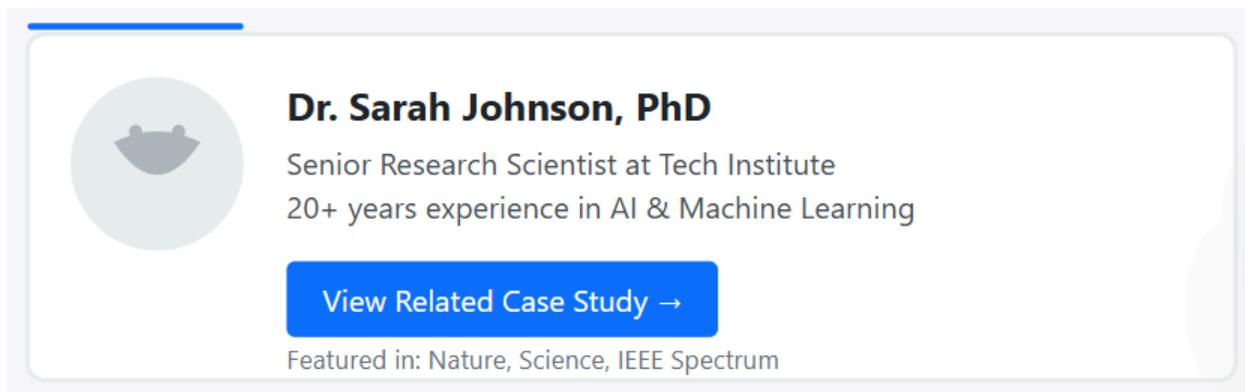 Dr. Sarah Johnson, PhD
Senior Research Scientist at Tech Institute
20+ years experience in AI & Machine Learning
View Related Case Study →
Featured in: Nature, Science, IEEE Spectrum